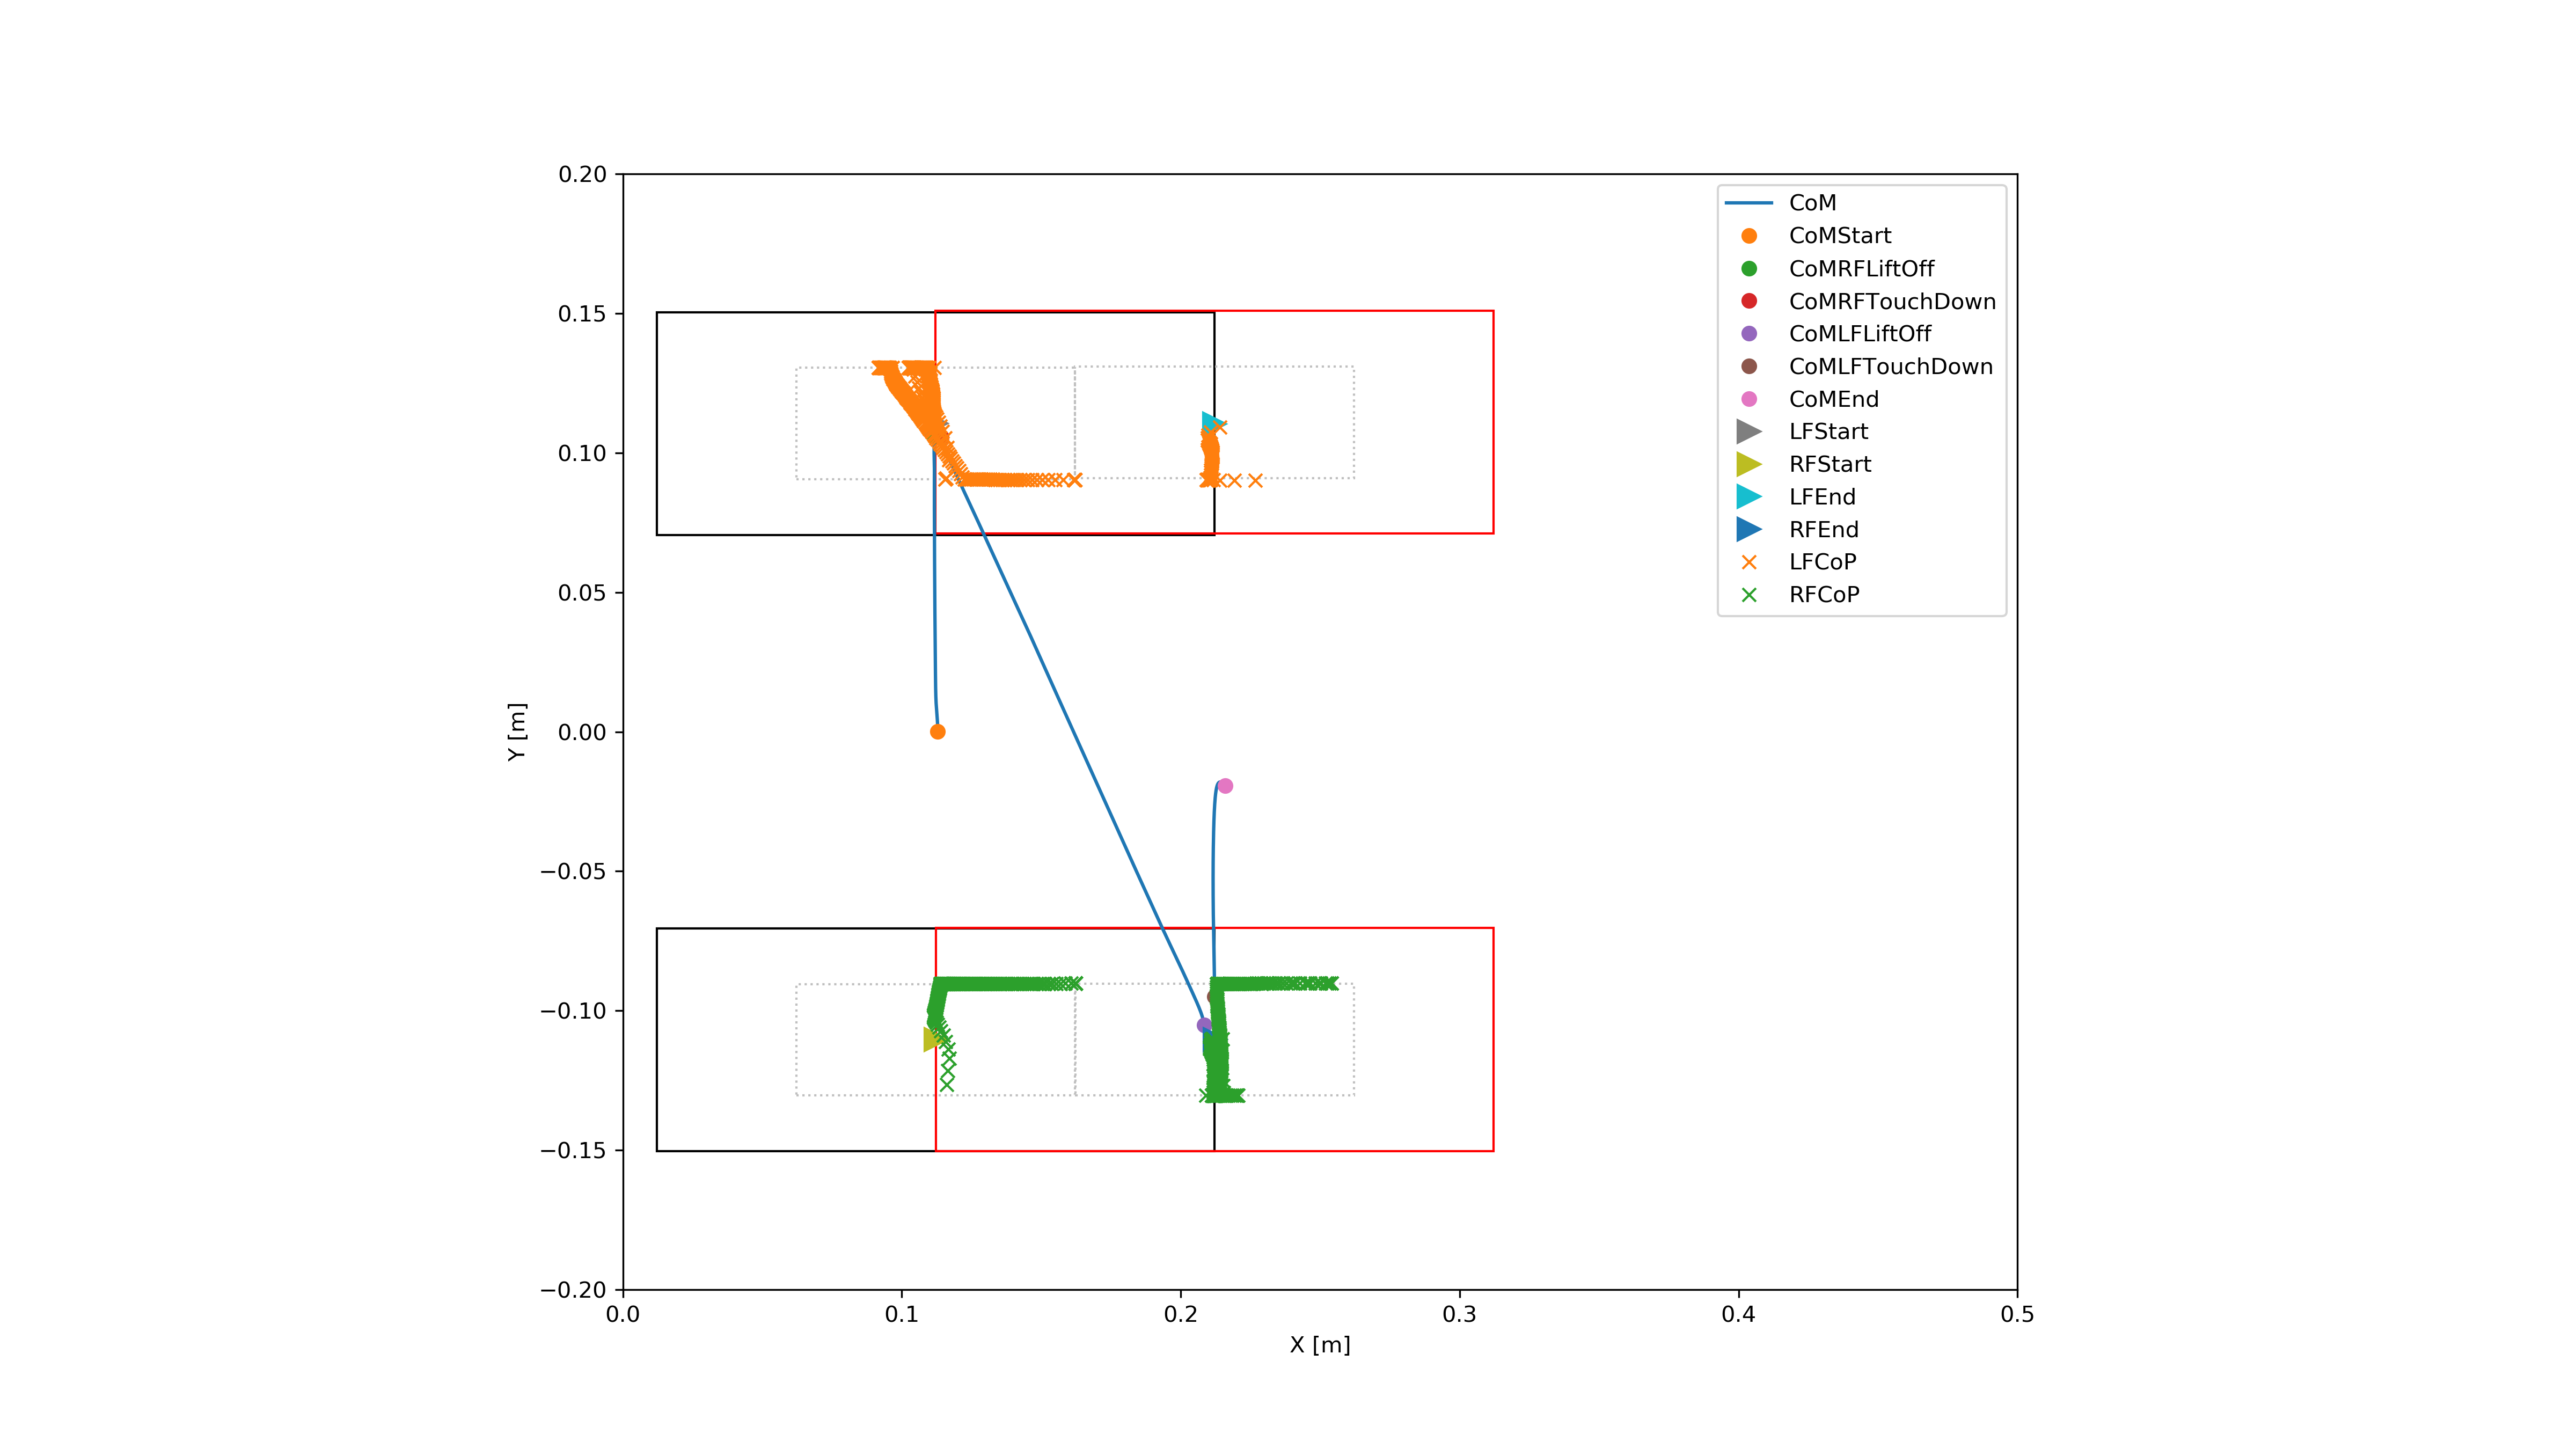 0.20
0.15
0.10
0.05
0.00
−0.05
−0.10
−0.15
−0.20
Y [m]
0.0 0.1 0.2 0.3 0.4 0.5
X [m]
CoM
CoMStart
CoMRFLiftOff
CoMRFTouchDown
CoMLFLiftOff
CoMLFTouchDown
CoMEnd
LFStart
RFStart
LFEnd
RFEnd
LFCoP
RFCoP